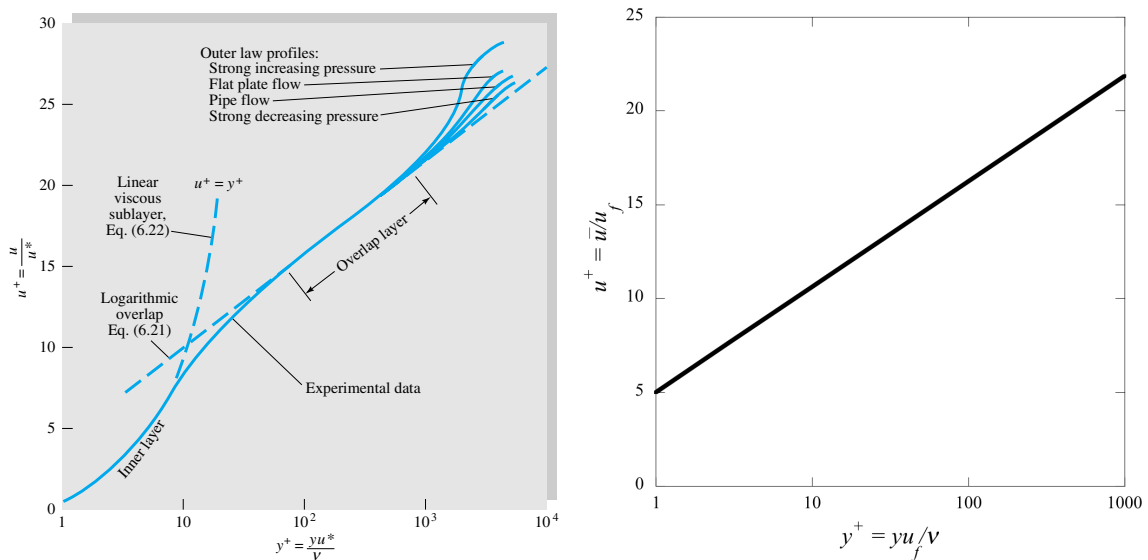 30
25
20
15
10
5
0
u⁺ = u/u*
Outer law profiles:
Strong increasing pressure
Flat plate flow
Pipe flow
Strong decreasing pressure
u⁺ = y⁺
Linear
viscous
sublayer,
Eq. (6.22)
Logarithmic
overlap
Eq. (6.21)
Overlap layer
Experimental data
Inner layer
1 10 10² 10³ 10⁴
y⁺ = yu*/ν
25
20
15
10
5
0
u⁺ = u̅/u_f
1 10 100 1000
y⁺ = yu_f/ν